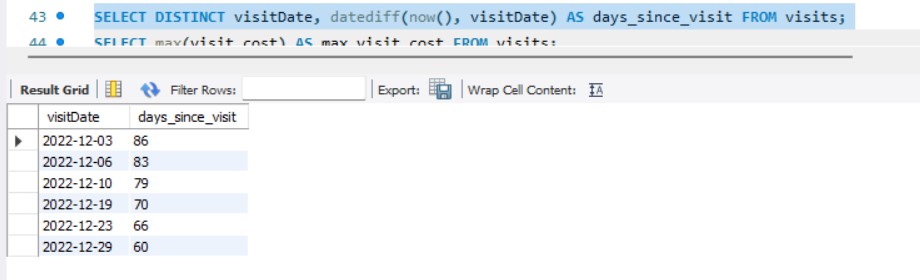 43 SELECT DISTINCT visitDate, datediff(now(), visitDate) AS days_since_visit FROM visits;
44 SELECT max(visit_cost) AS max_visit_cost FROM visits;
Result Grid Filter Rows: Export: Wrap Cell Content: IA
visitDate days_since_visit
2022-12-03 86
2022-12-06 83
2022-12-10 79
2022-12-19 70
2022-12-23 66
2022-12-29 60